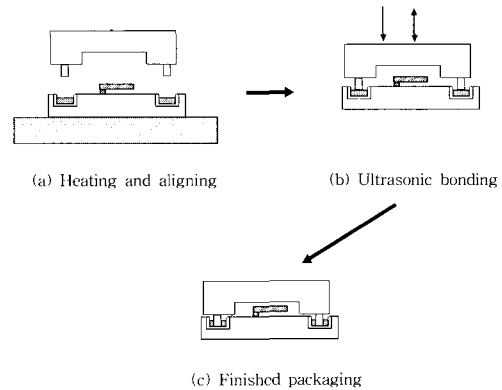 (a) Heating and aligning
(b) Ultrasonic bonding
(c) Finished packaging